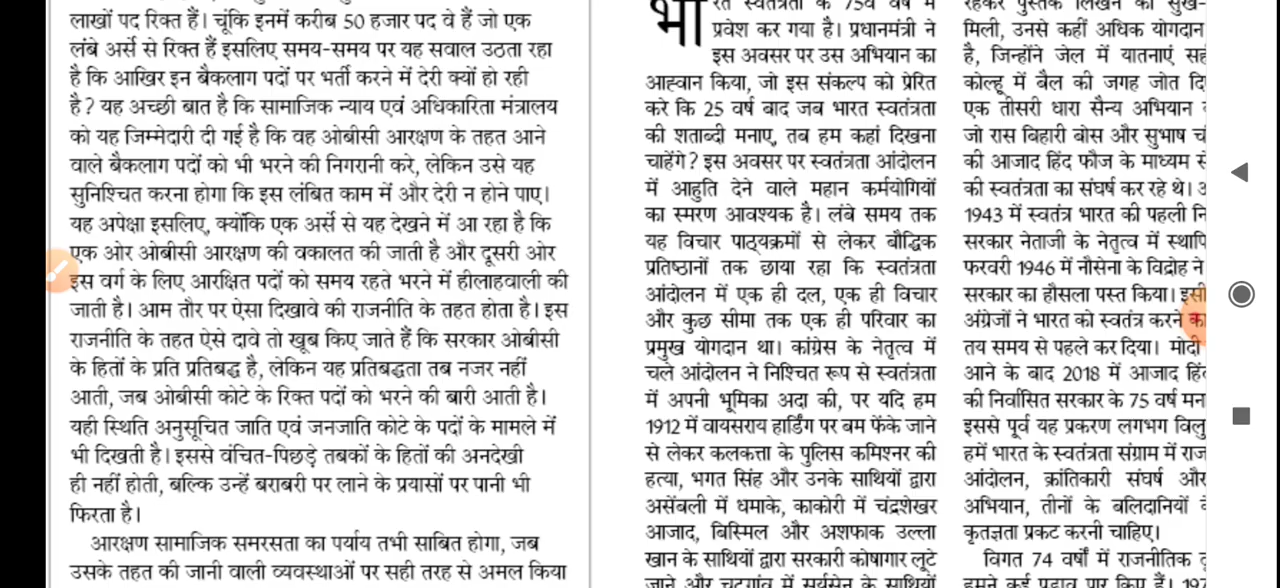 लाखों पद रिक्त हैं। चूंकि इनमें करीब 50 हजार पद वे हैं जो एक
लंबे अर्से से रिक्त हैं इसलिए समय-समय पर यह सवाल उठता रहा
है कि आखिर इन बैकलाग पदों पर भर्ती करने में देरी क्यों हो रही
है? यह अच्छी बात है कि सामाजिक न्याय एवं अधिकारिता मंत्रालय
को यह जिम्मेदारी दी गई है कि वह ओबीसी आरक्षण के तहत आने
वाले बैकलाग पदों को भी भरने की निगरानी करे, लेकिन उसे यह
सुनिश्चित करना होगा कि इस लंबित काम में और देरी न होने पाए।
यह अपेक्षा इसलिए, क्योंकि एक अर्से से यह देखने में आ रहा है कि
एक ओर ओबीसी आरक्षण की वकालत की जाती है और दूसरी ओर
इस वर्ग के लिए आरक्षित पदों को समय रहते भरने में हीलाहवाली की
जाती है। आम तौर पर ऐसा दिखावे की राजनीति के तहत होता है। इस
राजनीति के तहत ऐसे दावे तो खूब किए जाते हैं कि सरकार ओबीसी
के हितों के प्रति प्रतिबद्ध है, लेकिन यह प्रतिबद्धता तब नजर नहीं
आती, जब ओबीसी कोटे के रिक्त पदों को भरने की बारी आती है।
यही स्थिति अनुसूचित जाति एवं जनजाति कोटे के पदों के मामले में
भी दिखती है। इससे वंचित-पिछड़े तबकों के हितों की अनदेखी
ही नहीं होती, बल्कि उन्हें बराबरी पर लाने के प्रयासों पर पानी भी
फिरता है।
आरक्षण सामाजिक समरसता का पर्याय तभी साबित होगा, जब
उसके तहत की जानी वाली व्यवस्थाओं पर सही तरह से अमल किया
भारत स्वतंत्रता के 75वें वर्ष में
प्रवेश कर गया है। प्रधानमंत्री ने
इस अवसर पर उस अभियान का
आह्वान किया, जो इस संकल्प को प्रेरित
करे कि 25 वर्ष बाद जब भारत स्वतंत्रता
की शताब्दी मनाए, तब हम कहां दिखना
चाहेंगे? इस अवसर पर स्वतंत्रता आंदोलन
में आहुति देने वाले महान कर्मयोगियों
का स्मरण आवश्यक है। लंबे समय तक
यह विचार पाठ्यक्रमों से लेकर बौद्धिक
प्रतिष्ठानों तक छाया रहा कि स्वतंत्रता
आंदोलन में एक ही दल, एक ही विचार
और कुछ सीमा तक एक ही परिवार का
प्रमुख योगदान था। कांग्रेस के नेतृत्व में
चले आंदोलन ने निश्चित रूप से स्वतंत्रता
में अपनी भूमिका अदा की, पर यदि हम
1912 में वायसराय हार्डिंग पर बम फेंके जाने
से लेकर कलकत्ता के पुलिस कमिश्नर की
हत्या, भगत सिंह और उनके साथियों द्वारा
असेंबली में धमाके, काकोरी में चंद्रशेखर
आजाद, बिस्मिल और अशफाक उल्ला
खान के साथियों द्वारा सरकारी कोषागार लूटे
जाने और चटगांव में सूर्यसेन के साथियों
रहकर पुस्तक लिखने का सुख-
मिली, उनसे कहीं अधिक योगदान
है, जिन्होंने जेल में यातनाएं
कोल्हू में बैल की जगह जोत
एक तीसरी धारा सैन्य अभियान
जो रास बिहारी बोस और सुभाष
की आजाद हिंद फौज के माध्यम से
की स्वतंत्रता का संघर्ष कर रहे थे।
1943 में स्वतंत्र भारत की पहली
सरकार नेताजी के नेतृत्व में
फरवरी 1946 में नौसेना के विद्रोह ने
सरकार का हौसला पस्त किया। इसी
अंग्रेजों ने भारत को स्वतंत्र करने का
तय समय से पहले कर दिया। मोदी
आने के बाद 2018 में आजाद
की निर्वासित सरकार के 75 वर्ष
इससे पूर्व यह प्रकरण लगभग
हमें भारत के स्वतंत्रता संग्राम में
आंदोलन, क्रांतिकारी संघर्ष और
अभियान, तीनों के बलिदानियों
कृतज्ञता प्रकट करनी चाहिए।
विगत 74 वर्षों में राजनीतिक
हमने कई पड़ाव पार किए हैं।